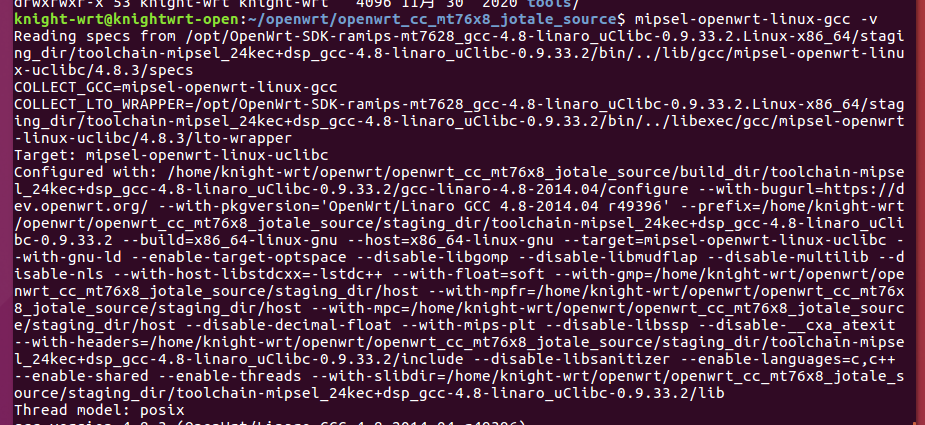 drwxrwxr-x 53 knight-wrt knight-wrt   4096 11月 30  2020 tools/
knight-wrt@knightwrt-open:~/openwrt/openwrt_cc_mt76x8_jotale_source$ mipsel-openwrt-linux-gcc -v
Reading specs from /opt/OpenWrt-SDK-ramips-mt7628_gcc-4.8-linaro_uClibc-0.9.33.2.Linux-x86_64/stagi
ng_dir/toolchain-mipsel_24kec+dsp_gcc-4.8-linaro_uClibc-0.9.33.2/bin/../lib/gcc/mipsel-openwrt-linu
x-uclibc/4.8.3/specs
COLLECT_GCC=mipsel-openwrt-linux-gcc
COLLECT_LTO_WRAPPER=/opt/OpenWrt-SDK-ramips-mt7628_gcc-4.8-linaro_uClibc-0.9.33.2.Linux-x86_64/stag
ing_dir/toolchain-mipsel_24kec+dsp_gcc-4.8-linaro_uClibc-0.9.33.2/bin/../libexec/gcc/mipsel-openwrt
-linux-uclibc/4.8.3/lto-wrapper
Target: mipsel-openwrt-linux-uclibc
Configured with: /home/knight-wrt/openwrt/openwrt_cc_mt76x8_jotale_source/build_dir/toolchain-mipse
l_24kec+dsp_gcc-4.8-linaro_uClibc-0.9.33.2/gcc-linaro-4.8-2014.04/configure --with-bugurl=https://d
ev.openwrt.org/ --with-pkgversion='OpenWrt/Linaro GCC 4.8-2014.04 r49396' --prefix=/home/knight-wrt
/openwrt/openwrt_cc_mt76x8_jotale_source/staging_dir/toolchain-mipsel_24kec+dsp_gcc-4.8-linaro_uCli
bc-0.9.33.2 --build=x86_64-linux-gnu --host=x86_64-linux-gnu --target=mipsel-openwrt-linux-uclibc -
-with-gnu-ld --enable-target-optspace --disable-libgomp --disable-libmudflap --disable-multilib --d
isable-nls --with-host-libstdcxx=-lstdc++ --with-float=soft --with-gmp=/home/knight-wrt/openwrt/ope
nwrt_cc_mt76x8_jotale_source/staging_dir/host --with-mpfr=/home/knight-wrt/openwrt/openwrt_cc_mt76x
8_jotale_source/staging_dir/host --with-mpc=/home/knight-wrt/openwrt/openwrt_cc_mt76x8_jotale_sourc
e/staging_dir/host --disable-decimal-float --with-mips-plt --disable-libssp --disable-__cxa_atexit 
--with-headers=/home/knight-wrt/openwrt/openwrt_cc_mt76x8_jotale_source/staging_dir/toolchain-mipse
l_24kec+dsp_gcc-4.8-linaro_uClibc-0.9.33.2/include --disable-libsanitizer --enable-languages=c,c++ 
--enable-shared --enable-threads --with-slibdir=/home/knight-wrt/openwrt/openwrt_cc_mt76x8_jotale_s
ource/staging_dir/toolchain-mipsel_24kec+dsp_gcc-4.8-linaro_uClibc-0.9.33.2/lib
Thread model: posix
gcc version 4.8.3 (OpenWrt/Linaro GCC 4.8-2014.04 r49396)